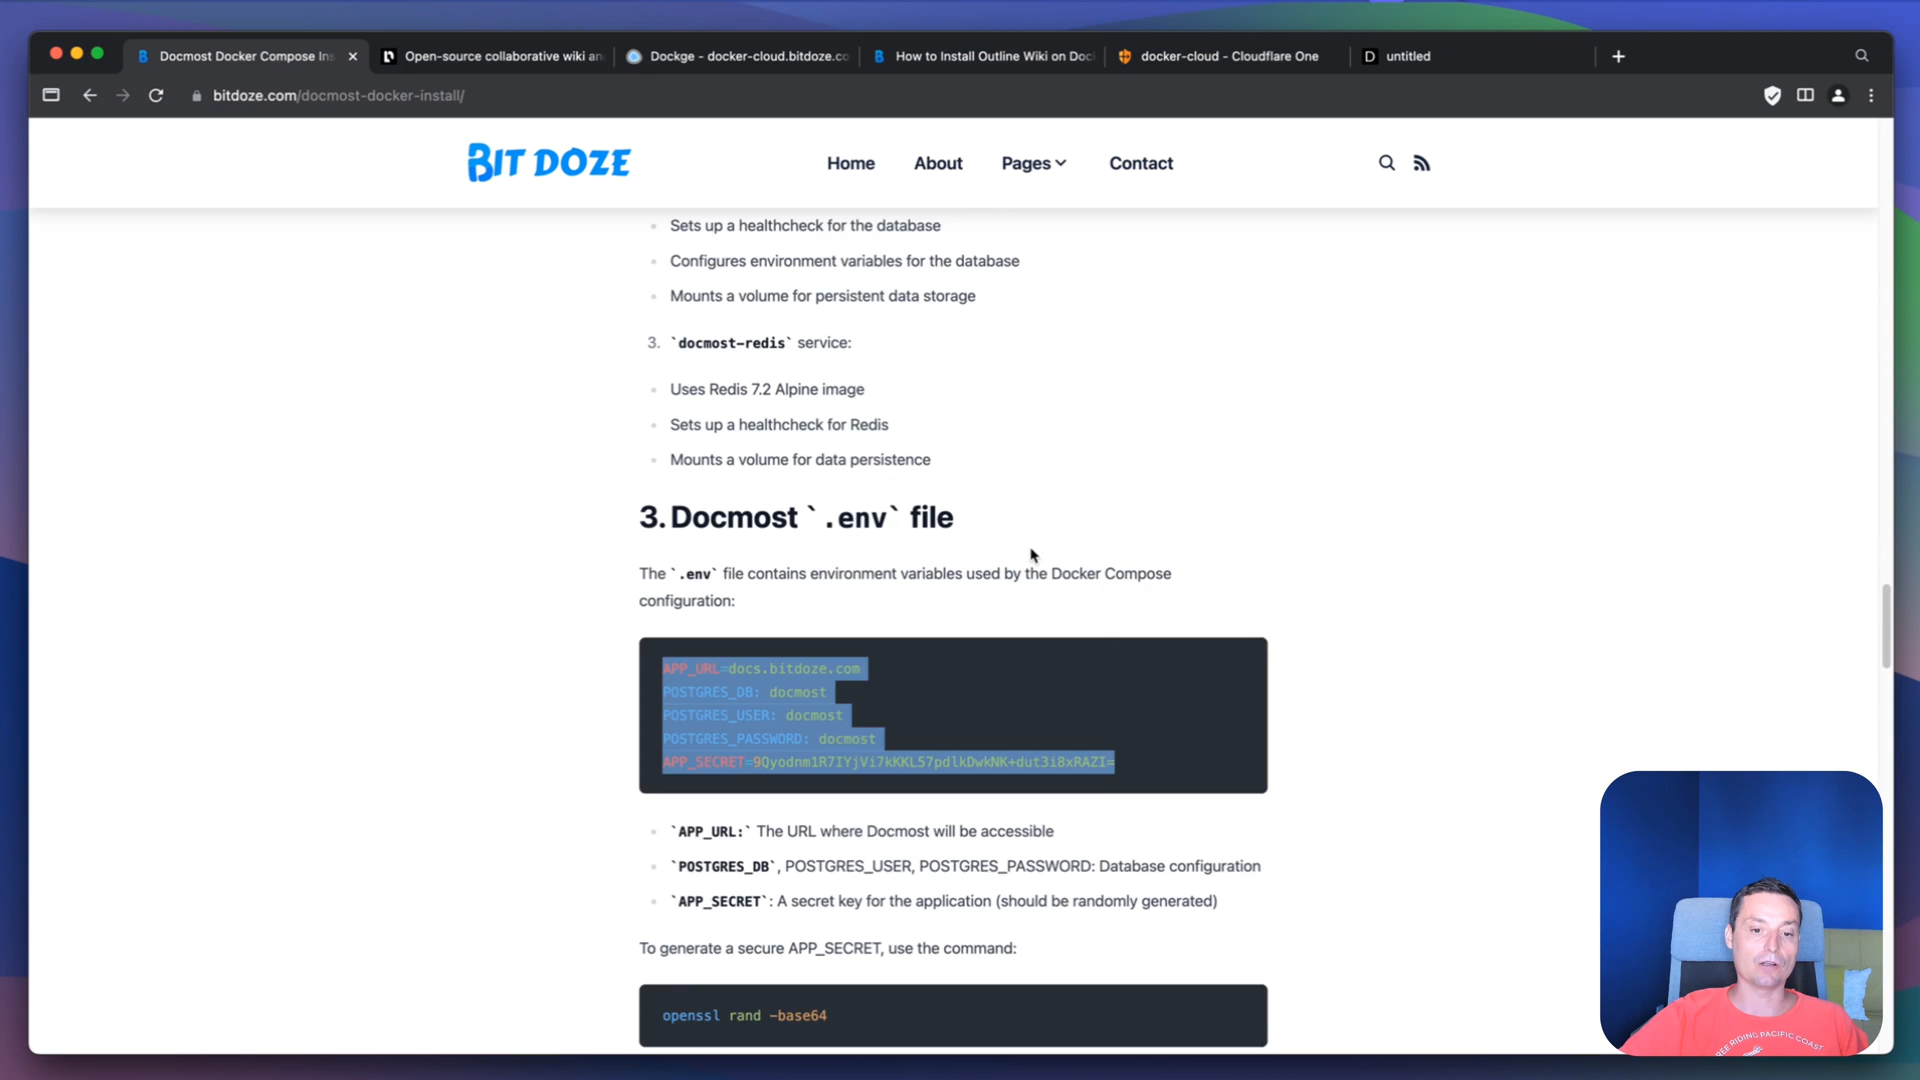 Docmost Docker Compose Ins
Open-source collaborative wiki an
Dockge - docker-cloud.bitdoze.co
How to Install Outline Wiki on Doc
docker-cloud - Cloudflare One
D untitled
bitdoze.com/docmost-docker-install/
BIT DOZE
Home
About
Pages
Contact
Sets up a healthcheck for the database
Configures environment variables for the database
Mounts a volume for persistent data storage
3. `docmost-redis` service:
Uses Redis 7.2 Alpine image
Sets up a healthcheck for Redis
Mounts a volume for data persistence
3. Docmost `.env` file
The `.env` file contains environment variables used by the Docker Compose
configuration:
APP_URL=docs.bitdoze.com
POSTGRES_DB: docmost
POSTGRES_USER: docmost
POSTGRES_PASSWORD: docmost
APP_SECRET=9Qyodnm1R7IYjVi7kKKL57pdlkDwkNK+dut3i8xRAZI=
`APP_URL:` The URL where Docmost will be accessible
`POSTGRES_DB`, POSTGRES_USER, POSTGRES_PASSWORD: Database configuration
`APP_SECRET`: A secret key for the application (should be randomly generated)
To generate a secure APP_SECRET, use the command:
openssl rand -base64
RIDING PACIFIC COAST